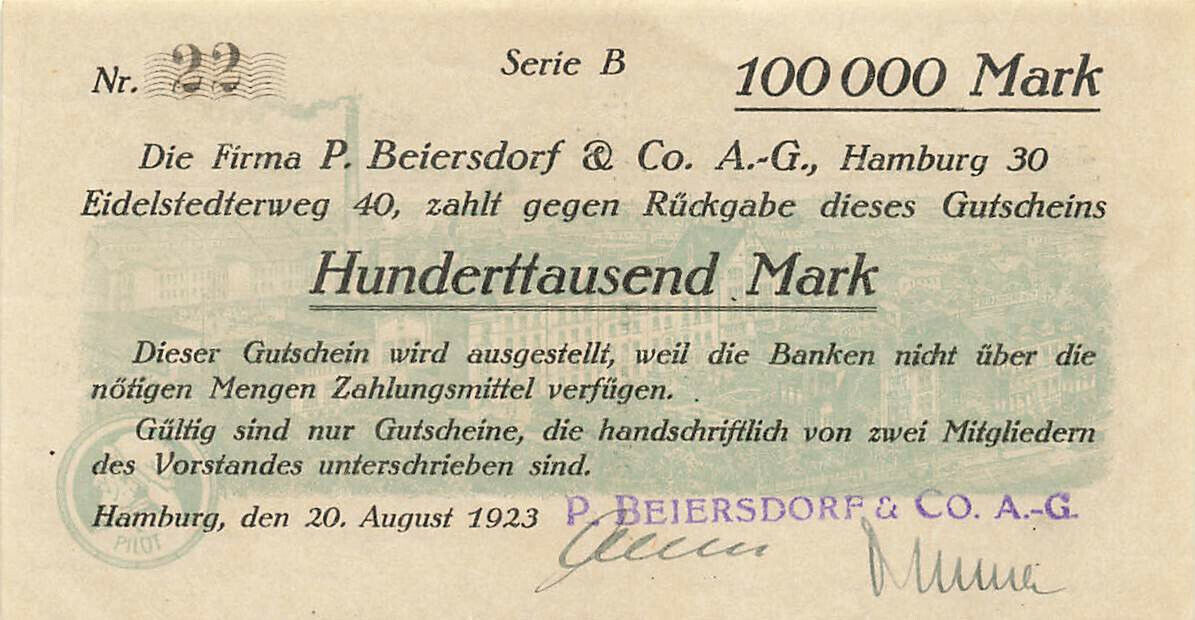 Nr. 22 Serie B 100 000 Mark
Die Firma P. Beiersdorf & Co. A.-G., Hamburg 30
Eidelstedterweg 40, zahlt gegen Rückgabe dieses Gutscheins
Hunderttausend Mark
Dieser Gutschein wird ausgestellt, weil die Banken nicht über die
nötigen Mengen Zahlungsmittel verfügen.
Gültig sind nur Gutscheine, die handschriftlich von zwei Mitgliedern
des Vorstandes unterschrieben sind.
Hamburg, den 20. August 1923 P. BEIERSDORF & CO. A.-G.
PILOT